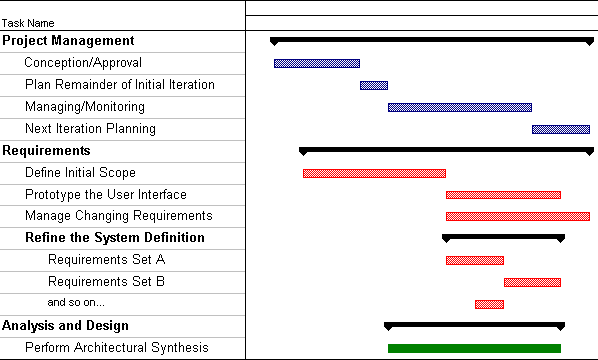 Task Name
Project Management
Conception/Approval
Plan Remainder of Initial Iteration
Managing/Monitoring
Next Iteration Planning
Requirements
Define Initial Scope
Prototype the User Interface
Manage Changing Requirements
Refine the System Definition
Requirements Set A
Requirements Set B
and so on...
Analysis and Design
Perform Architectural Synthesis